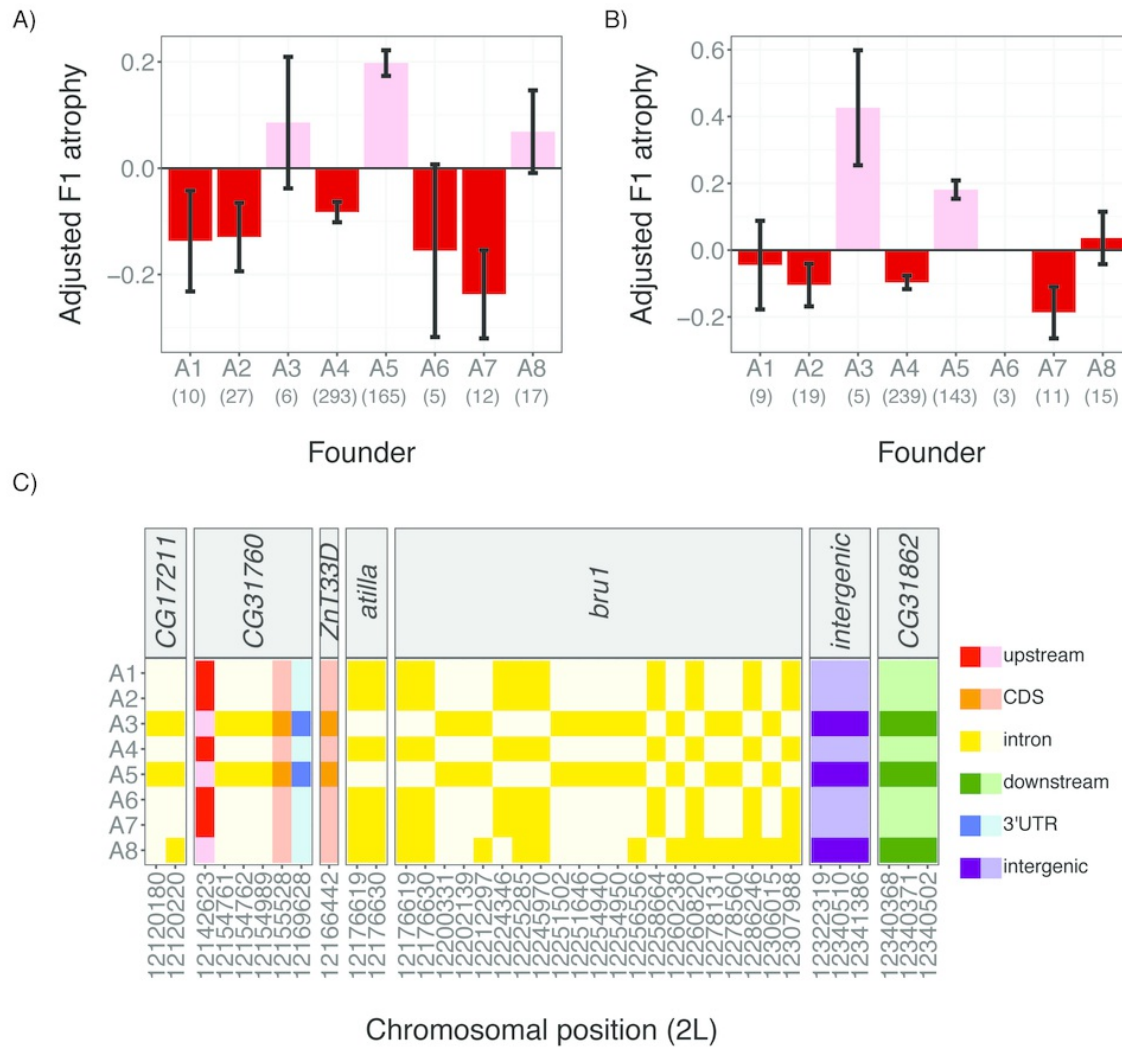 A)
Adjusted F1 atrophy
0.2
0.0
−0.2
A1 A2 A3 A4 A5 A6 A7 A8
(10) (27) (6) (293) (165) (5) (12) (17)
Founder
B)
Adjusted F1 atrophy
0.6
0.4
0.2
0.0
−0.2
A1 A2 A3 A4 A5 A6 A7 A8
(9) (19) (5) (239) (143) (3) (11) (15)
Founder
C)
CG17211
CG31760
ZnT33D
atilla
bru1
intergenic
CG31862
A1
A2
A3
A4
A5
A6
A7
A8
12120180
12120220
12142623
12154761
12154762
12154989
12155528
12169628
12166442
12176619
12176630
12176619
12176630
12200331
12202139
12212297
12224346
12225285
12245970
12251502
12251646
12254940
12254950
12256556
12258664
12260238
12260820
12278131
12278560
12286246
12306015
12307988
12322319
12340510
12341386
12340368
12340371
12340502
Chromosomal position (2L)
upstream
CDS
intron
downstream
3'UTR
intergenic